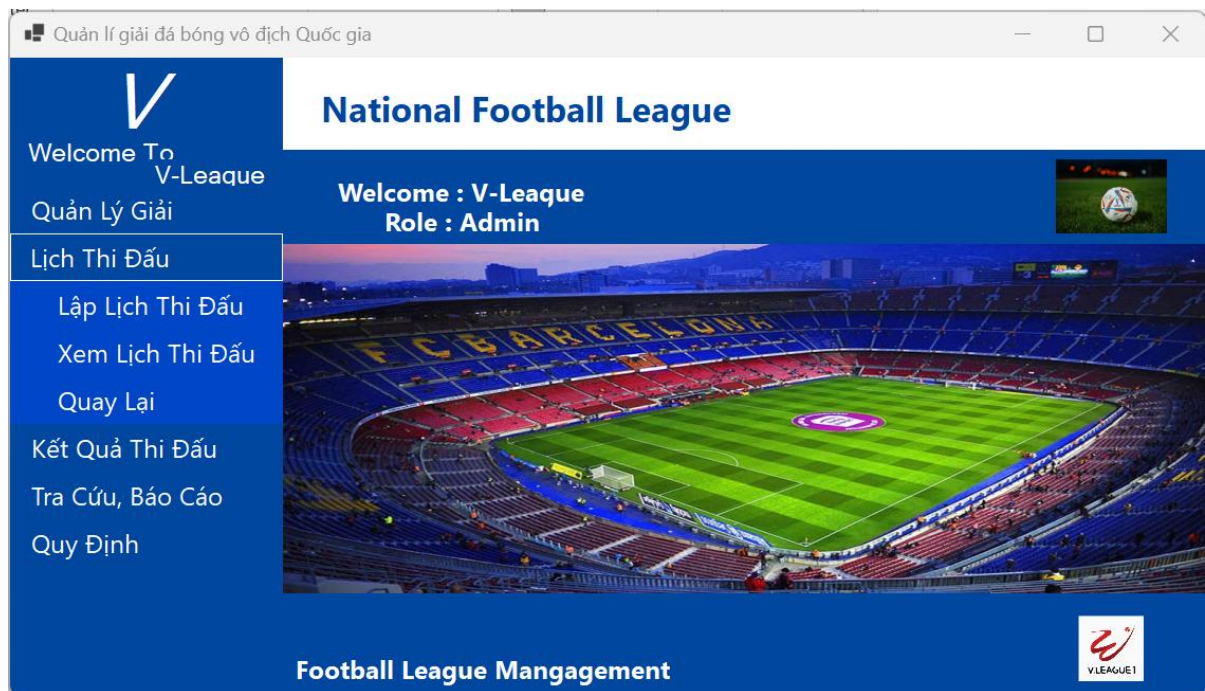 Quản lí giải đá bóng vô địch Quốc gia
V
Welcome To
V-League
Quản Lý Giải
Lịch Thi Đấu
Lập Lịch Thi Đấu
Xem Lịch Thi Đấu
Quay Lại
Kết Quả Thi Đấu
Tra Cứu, Báo Cáo
Quy Định
National Football League
Welcome : V-Leaque
Role : Admin
FC BARCELONA
Football League Mangagement
V.LEAGUE 1